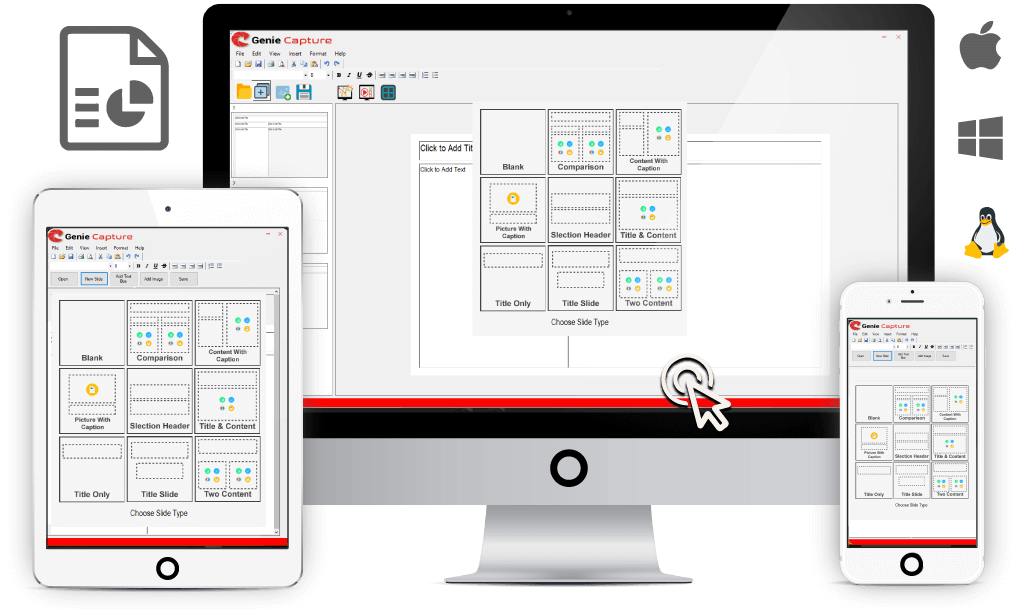 Genie Capture
File Edit View Insert Format Help
B I U
1
Click to Add Tit
Click to Add Text
Blank
Comparison
Content With
Caption
Picture With
Caption
Slection Header
Title & Content
Title Only
Title Slide
Two Content
Choose Slide Type
Genie Capture
File Edit View Insert Format Help
B I U
Open
New Slide
Add Text
Box
Add Image
Save
Blank
Comparison
Content With
Caption
Picture With
Caption
Slection Header
Title & Content
Title Only
Title Slide
Two Content
Choose Slide Type
Genie Capture
File Edit View Insert Format Help
Open
New Slide
Add Text
Box
Add Image
Save
Blank
Comparison
Content With
Caption
Picture With
Caption
Slection Header
Title & Content
Title Only
Title Slide
Two Content
Choose Slide Type